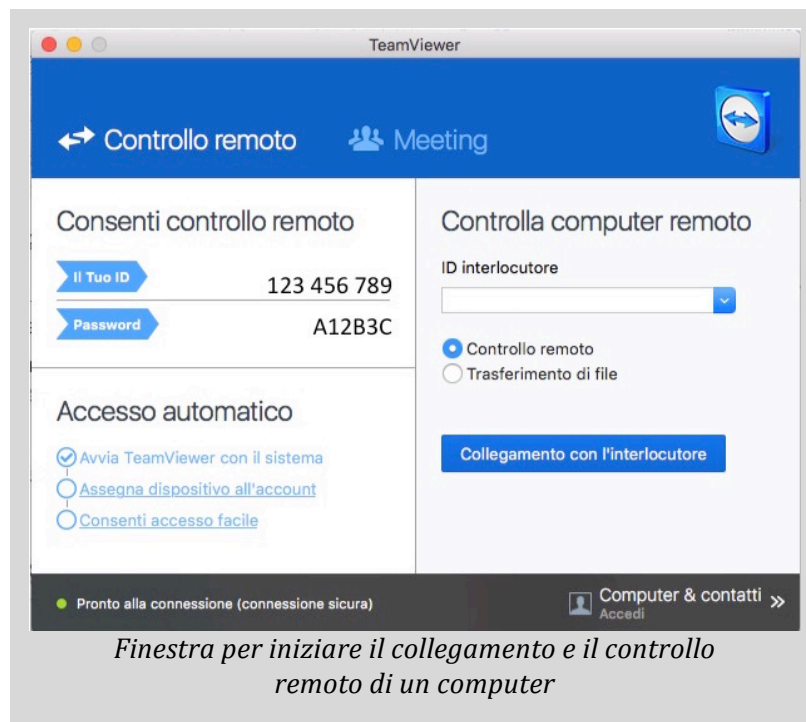 TeamViewer
Controllo remoto
Meeting
Consenti controllo remoto
Il Tuo ID
123 456 789
Password
A12B3C
Accesso automatico
Avvia TeamViewer con il sistema
Assegna dispositivo all'account
Consenti accesso facile
Controlla computer remoto
ID interlocutore
Controllo remoto
Trasferimento di file
Collegamento con l'interlocutore
Pronto alla connessione (connessione sicura)
Computer & contatti
Accedi
Finestra per iniziare il collegamento e il controllo
remoto di un computer